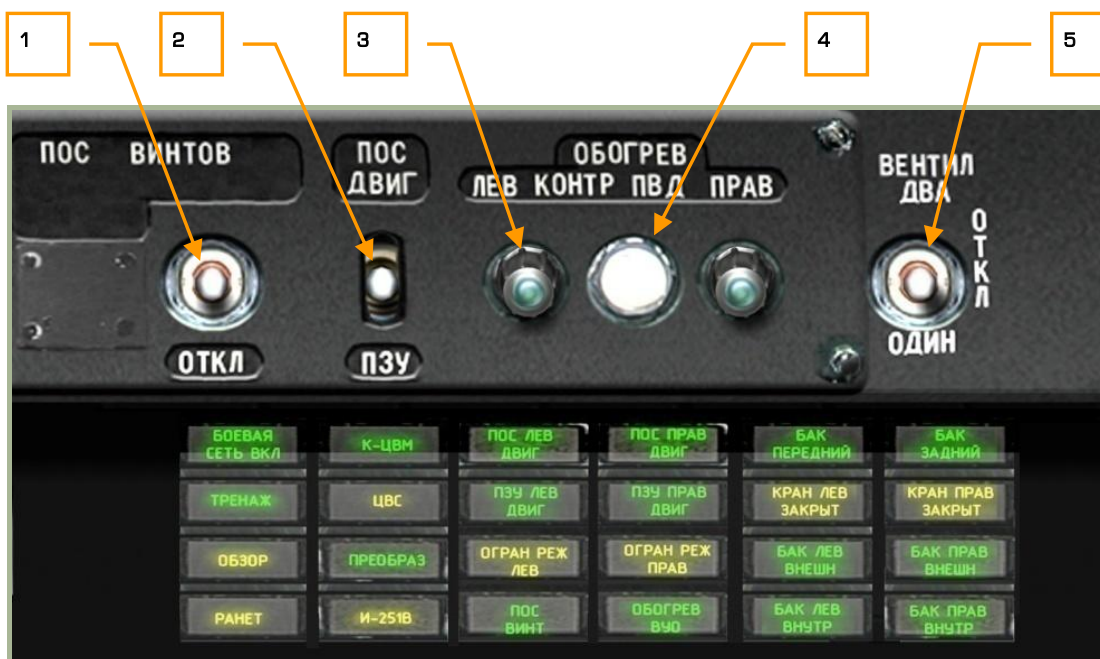 1 2 3 4 5
ПОС ВИНТОВ
ПОС
ДВИГ
ОБОГРЕВ
ЛЕВ КОНТР ПВД ПРАВ
ВЕНТИЛ
ДВА
ОТКЛ
ОДИН
ОТКЛ
ПЗУ
БОЕВАЯ
СЕТЬ ВКЛ
К-ЦВМ
ПОС ЛЕВ
ДВИГ
ПОС ПРАВ
ДВИГ
БАК
ПЕРЕДНИЙ
БАК
ЗАДНИЙ
ТРЕНАЖ
ЦВС
ПЗУ ЛЕВ
ДВИГ
ПЗУ ПРАВ
ДВИГ
КРАН ЛЕВ
ЗАКРЫТ
КРАН ПРАВ
ЗАКРЫТ
ОБЗОР
ПРЕОБРАЗ
ОГРАН РЕЖ
ЛЕВ
ОГРАН РЕЖ
ПРАВ
БАК ЛЕВ
ВНЕШН
БАК ПРАВ
ВНЕШН
РАНЕТ
И-251В
ПОС
ВИНТ
ОБОГРЕВ
ВУО
БАК ЛЕВ
ВНУТР
БАК ПРАВ
ВНУТР